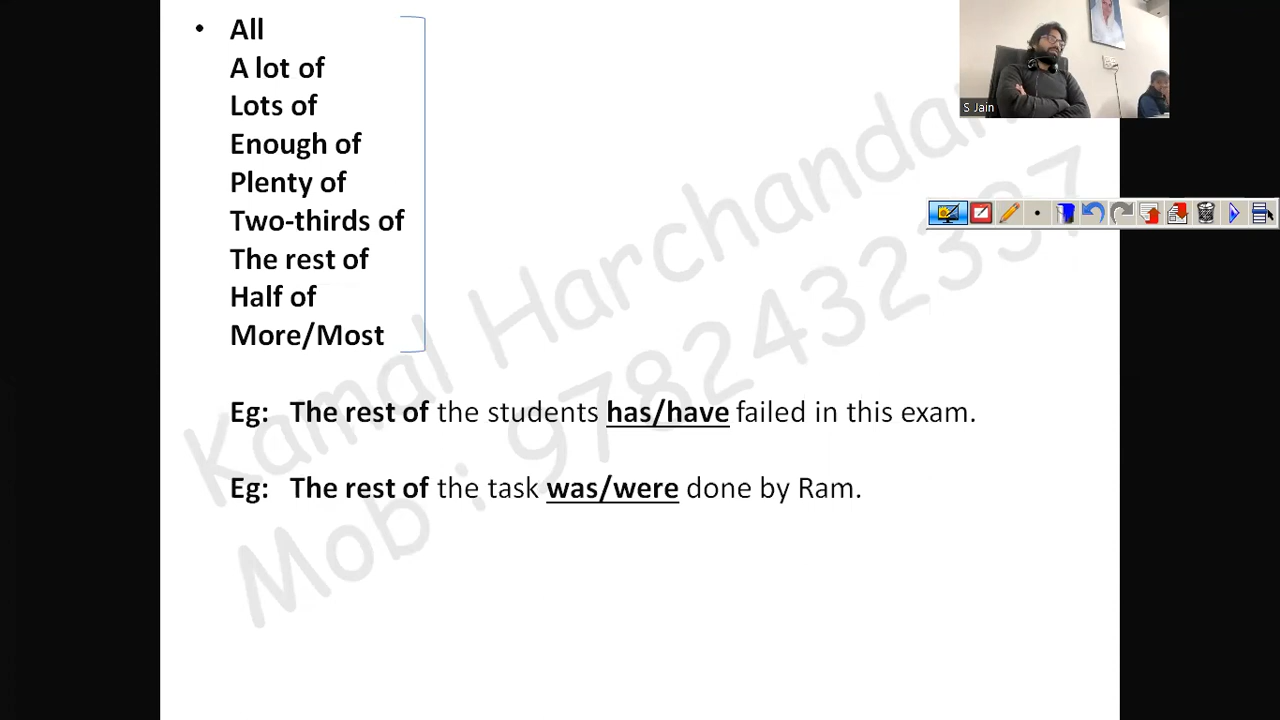 • All
A lot of
Lots of
Enough of
Plenty of
Two-thirds of
The rest of
Half of
More/Most
Eg: The rest of the students has/have failed in this exam.
Eg: The rest of the task was/were done by Ram.
Kamal Harchandani
Mob : 9782432337
S Jain